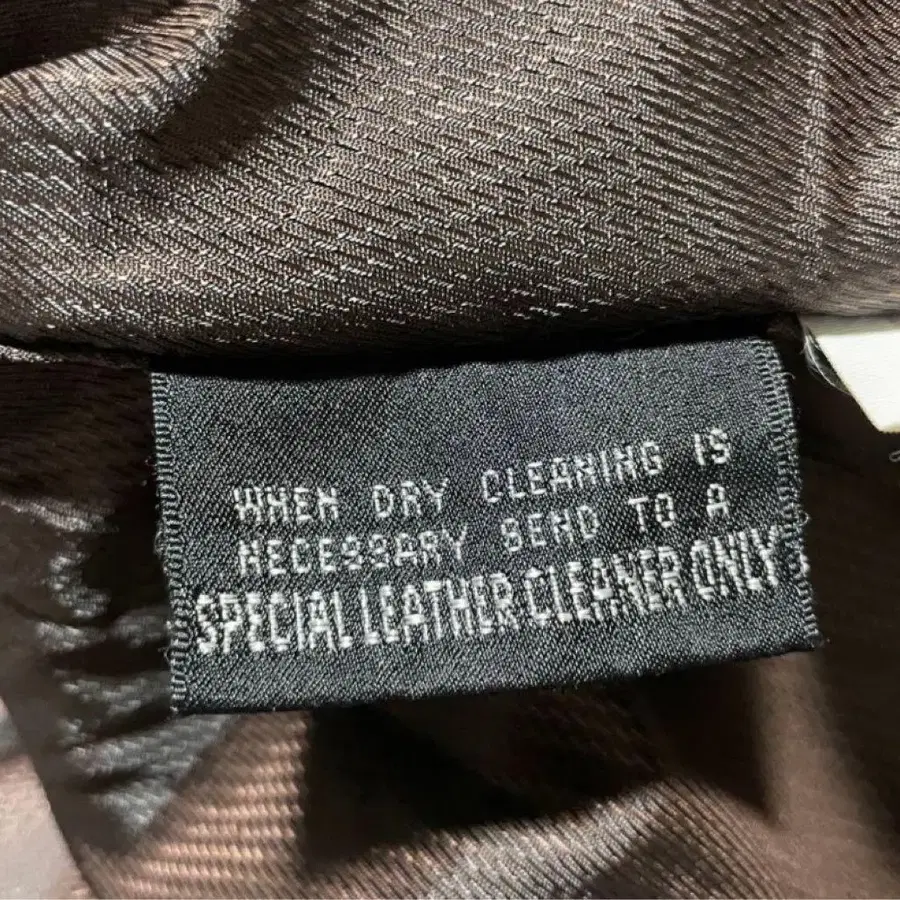 WHEN DRY CLEANING IS
NECESSARY SEND TO A
SPECIAL LEATHER CLEANER ONLY